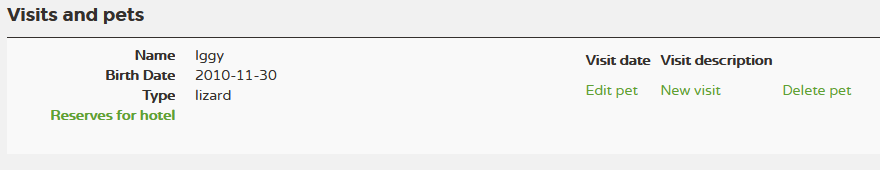 Visits and pets
Name Iggy
Birth Date 2010-11-30
Type lizard
Reserves for hotel
Visit date Visit description
Edit pet New visit Delete pet